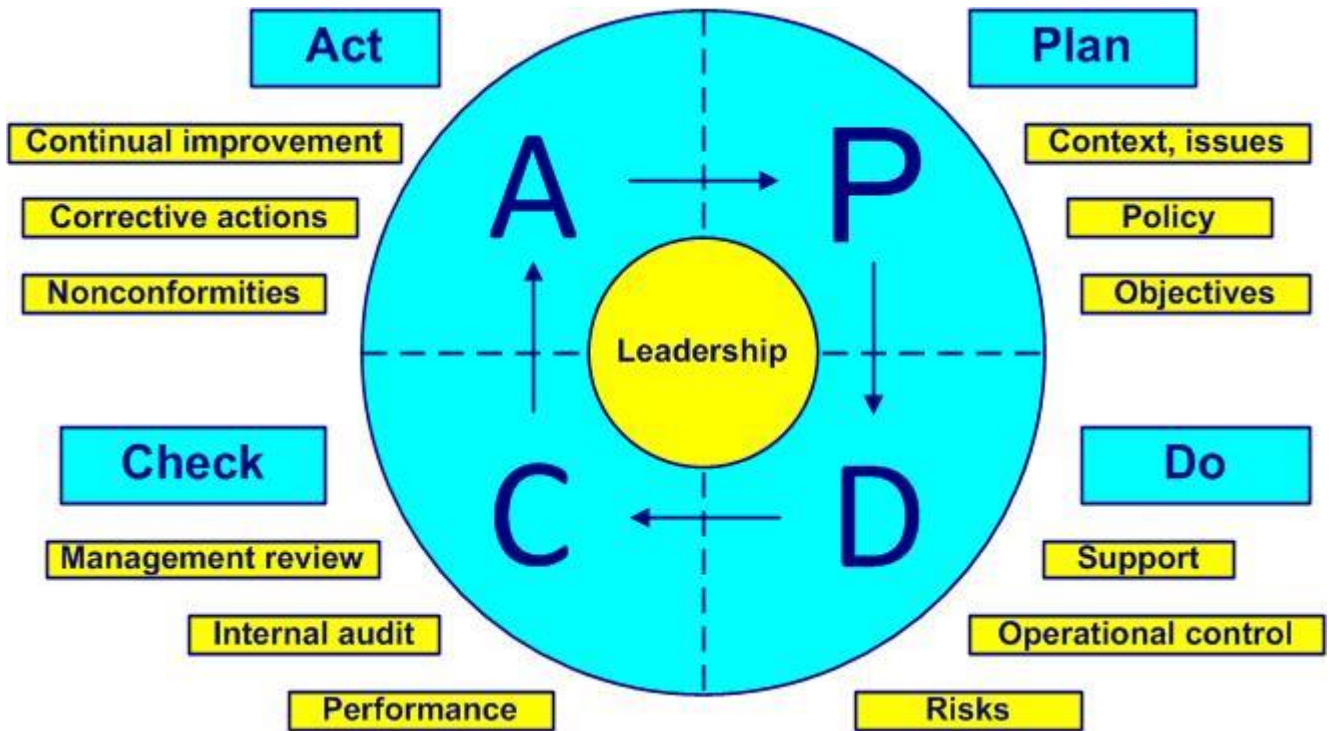 Act
Plan
Continual improvement
Context, issues
Corrective actions
Policy
Nonconformities
Objectives
A
P
Leadership
C
D
Check
Do
Management review
Support
Internal audit
Operational control
Performance
Risks